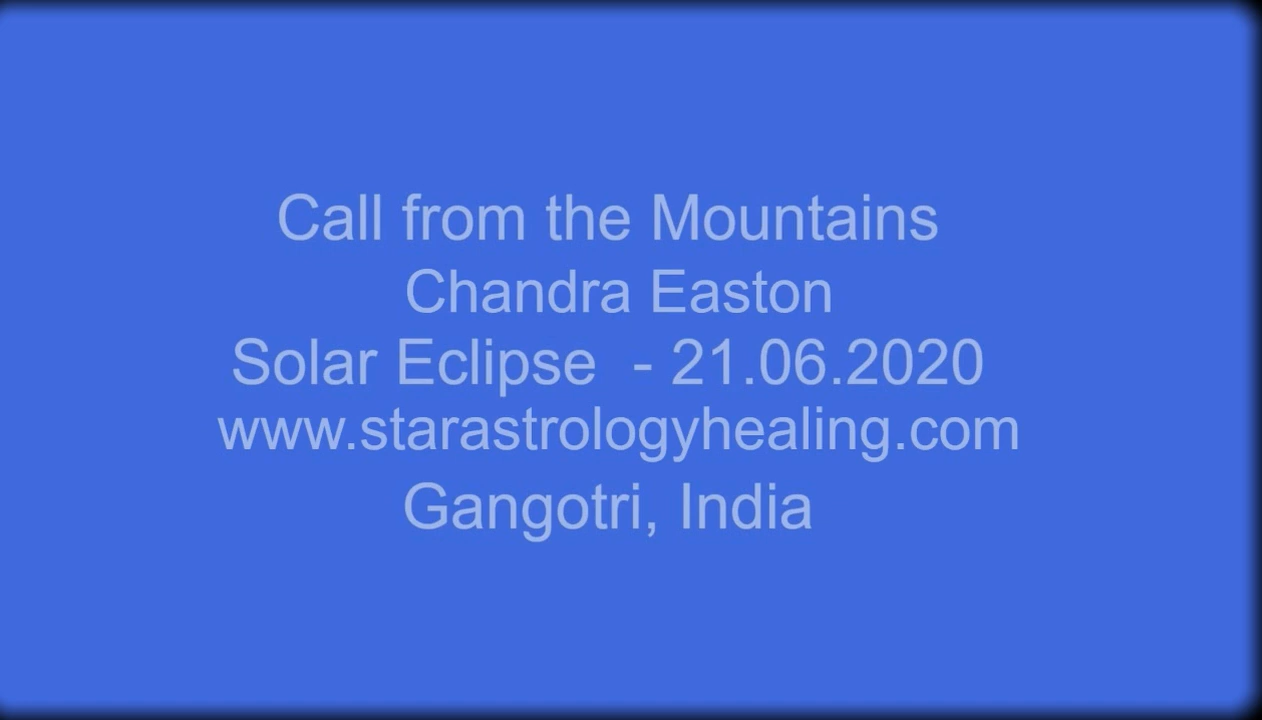 Call from the Mountains
Chandra Easton
Solar Eclipse - 21.06.2020
www.starastrologyhealing.com
Gangotri, India